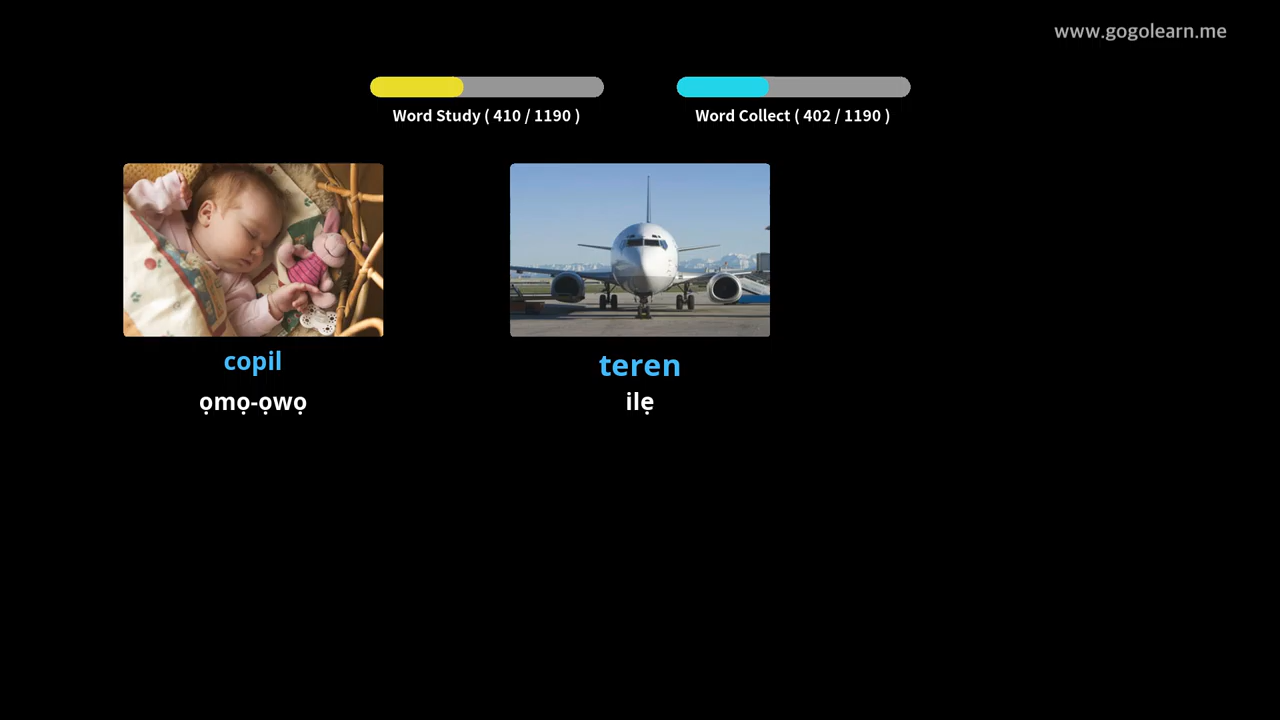 www.gogolearn.me
Word Study ( 410 / 1190 )
Word Collect ( 402 / 1190 )
copil
ọmọ-ọwọ
teren
ilẹ